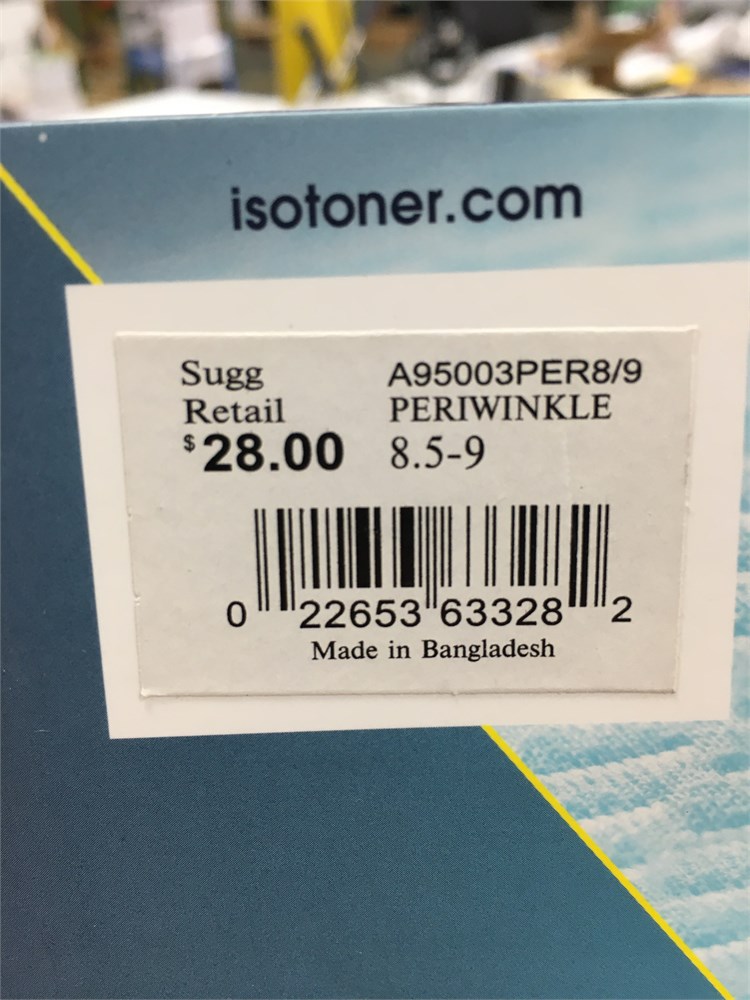 isotoner.com
Sugg A95003PER8/9
Retail PERIWINKLE
$28.00 8.5-9
0 22653 63328 2
Made in Bangladesh